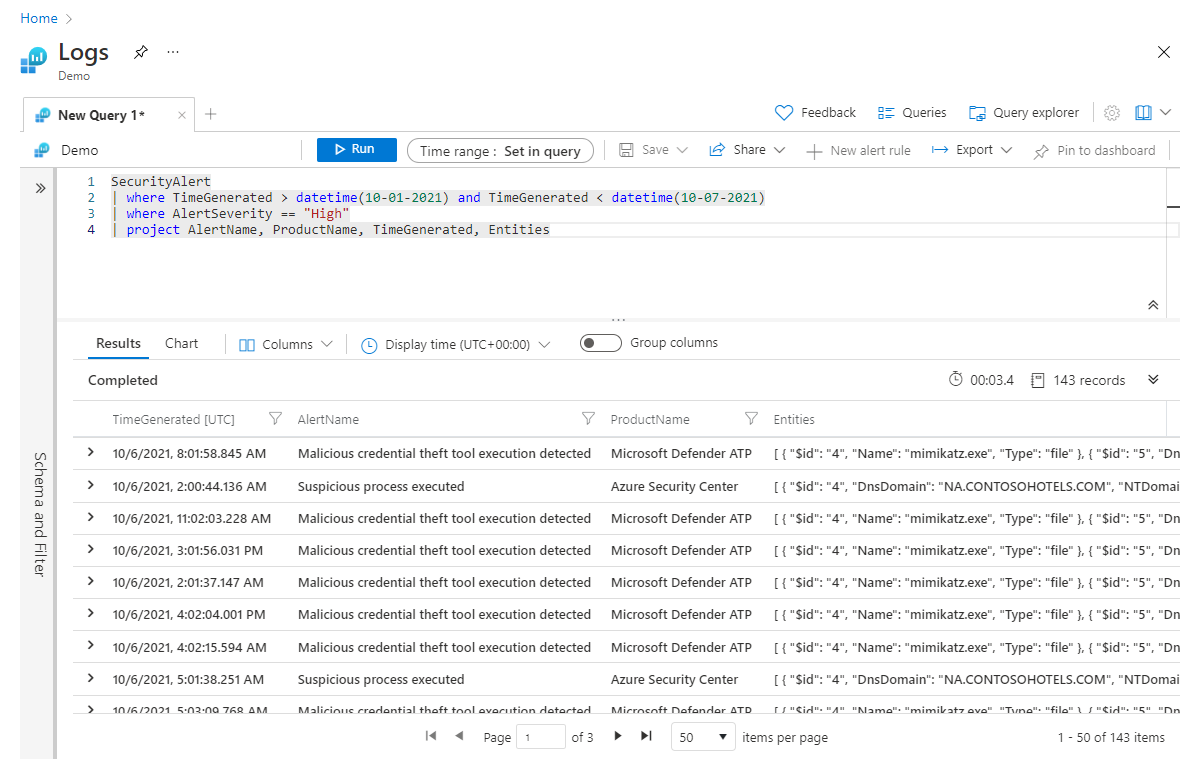 Home
Logs
Demo
New Query 1*
Feedback
Queries
Query explorer
Demo
Run
Time range : Set in query
Save
Share
New alert rule
Export
Pin to dashboard
1 SecurityAlert
2 | where TimeGenerated > datetime(10-01-2021) and TimeGenerated < datetime(10-07-2021)
3 | where AlertSeverity == "High"
4 | project AlertName, ProductName, TimeGenerated, Entities
Schema and Filter
Results Chart Columns Display time (UTC+00:00) Group columns
Completed 00:03.4 143 records
TimeGenerated [UTC] AlertName ProductName Entities
10/6/2021, 8:01:58.845 AM Malicious credential theft tool execution detected Microsoft Defender ATP [ { "$id": "4", "Name": "mimikatz.exe", "Type": "file" }, { "$id": "5", "Dn
10/6/2021, 2:00:44.136 AM Suspicious process executed Azure Security Center [ { "$id": "4", "DnsDomain": "NA.CONTOSOHOTELS.COM", "NTDomai
10/6/2021, 11:02:03.228 AM Malicious credential theft tool execution detected Microsoft Defender ATP [ { "$id": "4", "Name": "mimikatz.exe", "Type": "file" }, { "$id": "5", "Dn
10/6/2021, 3:01:56.031 PM Malicious credential theft tool execution detected Microsoft Defender ATP [ { "$id": "4", "Name": "mimikatz.exe", "Type": "file" }, { "$id": "5", "Dn
10/6/2021, 2:01:37.147 AM Malicious credential theft tool execution detected Microsoft Defender ATP [ { "$id": "4", "Name": "mimikatz.exe", "Type": "file" }, { "$id": "5", "Dn
10/6/2021, 4:02:04.001 PM Malicious credential theft tool execution detected Microsoft Defender ATP [ { "$id": "4", "Name": "mimikatz.exe", "Type": "file" }, { "$id": "5", "Dn
10/6/2021, 4:02:15.594 AM Malicious credential theft tool execution detected Microsoft Defender ATP [ { "$id": "4", "Name": "mimikatz.exe", "Type": "file" }, { "$id": "5", "Dn
10/6/2021, 5:01:38.251 AM Suspicious process executed Azure Security Center [ { "$id": "4", "DnsDomain": "NA.CONTOSOHOTELS.COM", "NTDomai
10/6/2021, 5:03:09.768 AM Malicious credential theft tool execution detected Microsoft Defender ATP [ { "$id": "4", "Name": "mimikatz.exe", "Type": "file" }, { "$id": "5", "Dn
Page 1 of 3 50 items per page 1 - 50 of 143 items